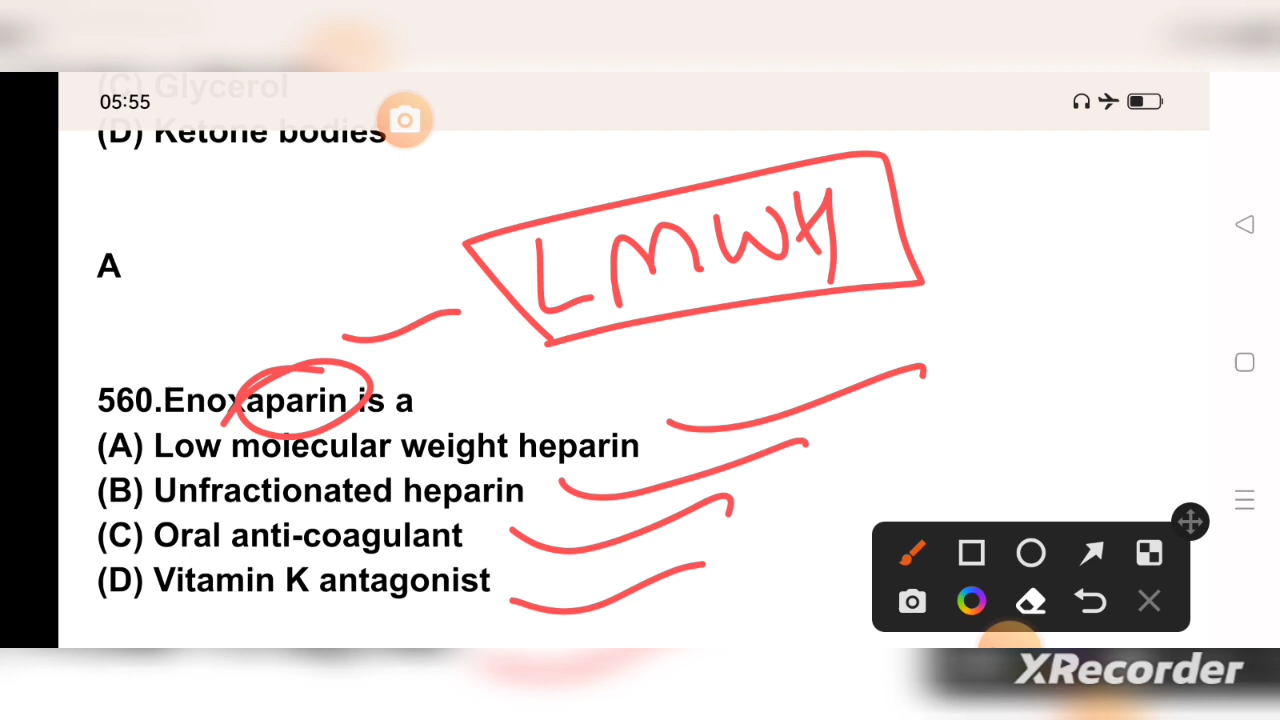 (C) Glycerol
05:55
(D) Ketone bodies
LMWH
A
560.Enoxaparin is a
(A) Low molecular weight heparin
(B) Unfractionated heparin
(C) Oral anti-coagulant
(D) Vitamin K antagonist
XRecorder